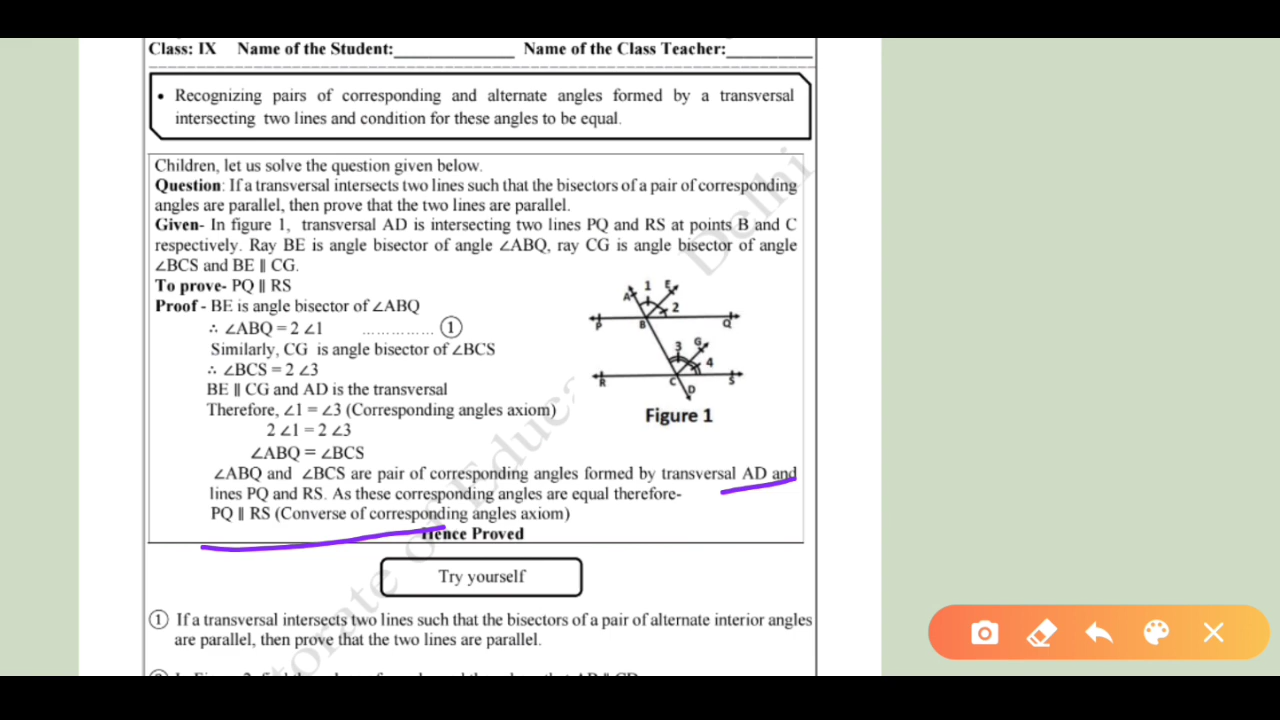 Class: IX Name of the Student:____________ Name of the Class Teacher:_________
• Recognizing pairs of corresponding and alternate angles formed by a transversal
intersecting two lines and condition for these angles to be equal.
Children, let us solve the question given below.
Question: If a transversal intersects two lines such that the bisectors of a pair of corresponding
angles are parallel, then prove that the two lines are parallel.
Given- In figure 1, transversal AD is intersecting two lines PQ and RS at points B and C
respectively. Ray BE is angle bisector of angle ∠ABQ, ray CG is angle bisector of angle
∠BCS and BE ∥ CG.
To prove- PQ ∥ RS
Proof - BE is angle bisector of ∠ABQ
∴ ∠ABQ = 2 ∠1 ............... ①
Similarly, CG is angle bisector of ∠BCS
∴ ∠BCS = 2 ∠3
BE ∥ CG and AD is the transversal
Therefore, ∠1 = ∠3 (Corresponding angles axiom)
2 ∠1 = 2 ∠3
∠ABQ = ∠BCS
∠ABQ and ∠BCS are pair of corresponding angles formed by transversal AD and
lines PQ and RS. As these corresponding angles are equal therefore-
PQ ∥ RS (Converse of corresponding angles axiom)
Hence Proved
A 1 E
2
P B Q
3 G
4
R C S
D
Figure 1
Try yourself
① If a transversal intersects two lines such that the bisectors of a pair of alternate interior angles
are parallel, then prove that the two lines are parallel.
Delhi